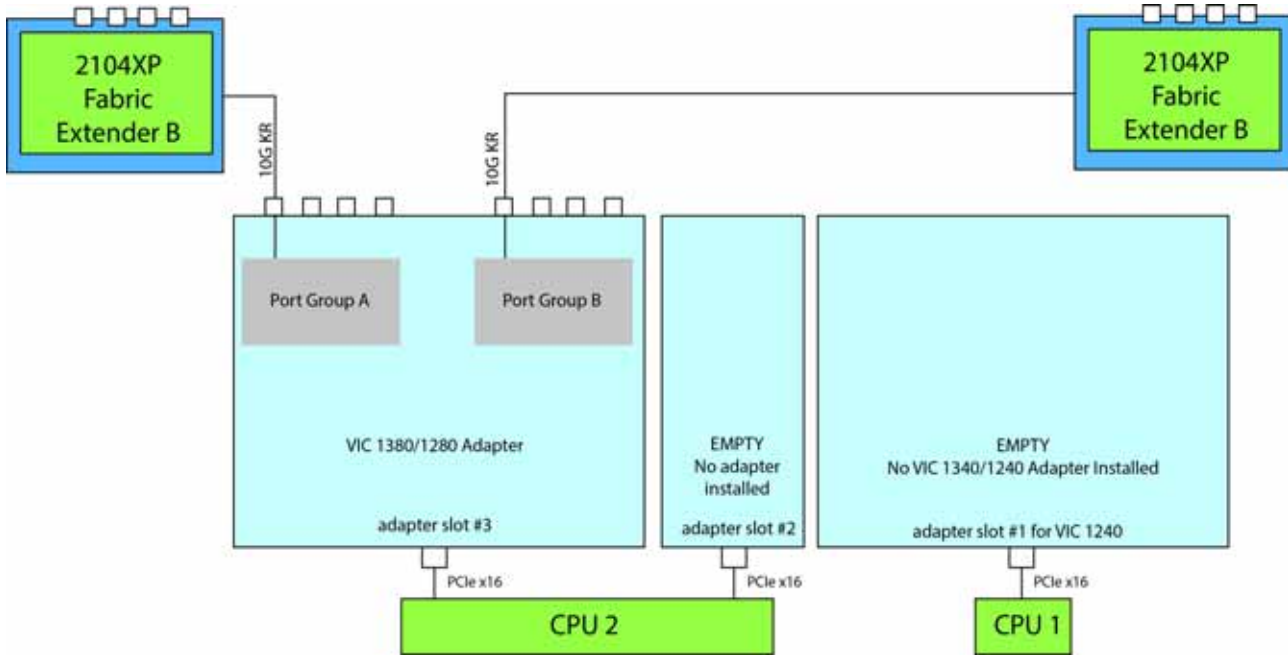 2104XP
Fabric
Extender B
2104XP
Fabric
Extender B
10G KR
10G KR
Port Group A
Port Group B
VIC 1380/1280 Adapter
adapter slot #3
EMPTY
No adapter
installed
adapter slot #2
EMPTY
No VIC 1340/1240 Adapter Installed
adapter slot #1 for VIC 1240
PCIe x16
PCIe x16
PCIe x16
CPU 2
CPU 1